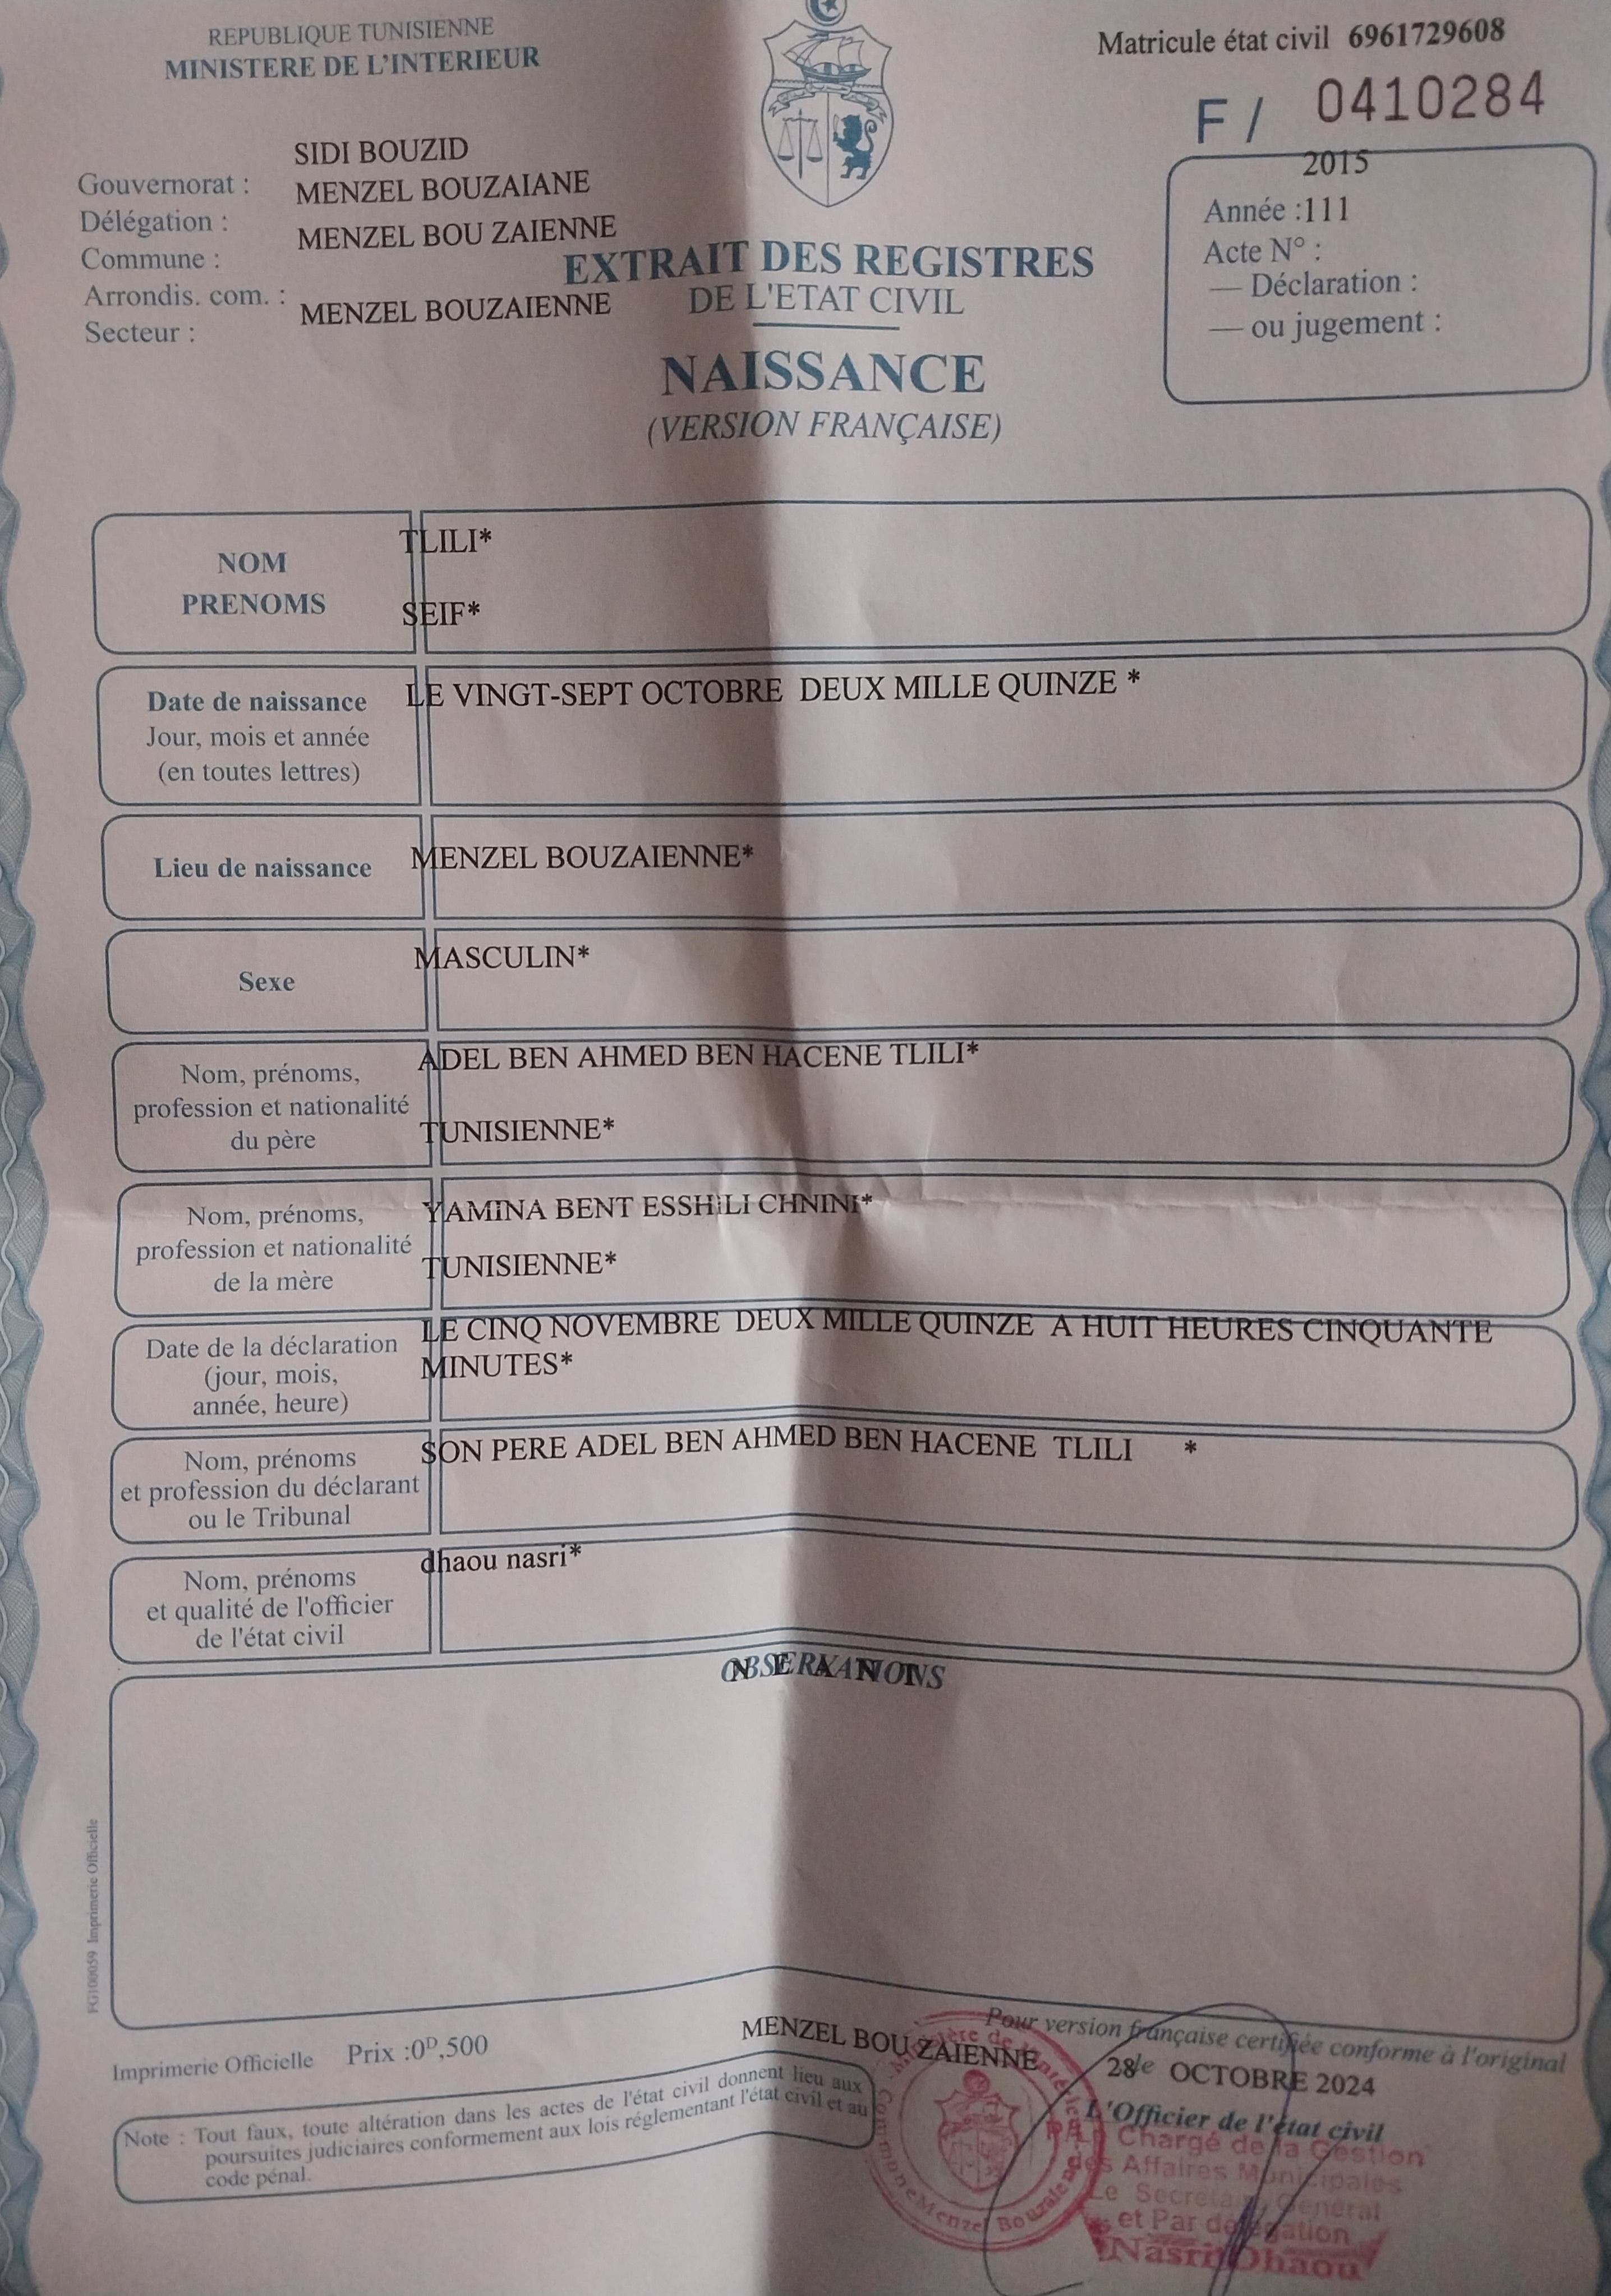 REPUBLIQUE TUNISIENNE
MINISTERE DE L'INTERIEUR
Matricule état civil 6961729608
F / 0410284
SIDI BOUZID
Gouvernorat :
MENZEL BOUZAIANE
Délégation :
MENZEL BOU ZAIENNE
Commune :
Arrondis. com. :
MENZEL BOUZAIENNE
Secteur :
2015
Année :111
Acte N° :
— Déclaration :
— ou jugement :
EXTRAIT DES REGISTRES
DE L'ETAT CIVIL
NAISSANCE
(VERSION FRANÇAISE)
NOM
PRENOMS
TLILI*
SEIF*
Date de naissance
Jour, mois et année
(en toutes lettres)
LE VINGT-SEPT OCTOBRE DEUX MILLE QUINZE *
Lieu de naissance
MENZEL BOUZAIENNE*
Sexe
MASCULIN*
Nom, prénoms,
profession et nationalité
du père
ADEL BEN AHMED BEN HACENE TLILI*
TUNISIENNE*
Nom, prénoms,
profession et nationalité
de la mère
YAMINA BENT ESSHILI CHNINI*
TUNISIENNE*
Date de la déclaration
(jour, mois,
année, heure)
LE CINQ NOVEMBRE DEUX MILLE QUINZE A HUIT HEURES CINQUANTE
MINUTES*
Nom, prénoms
et profession du déclarant
ou le Tribunal
SON PERE ADEL BEN AHMED BEN HACENE TLILI *
Nom, prénoms
et qualité de l'officier
de l'état civil
dhaou nasri*
OBSERVATIONS
N E A N T
FG100059 Imprimerie Officielle
Imprimerie Officielle Prix :0ᴰ,500
Note : Tout faux, toute altération dans les actes de l'état civil donnent lieu aux
poursuites judiciaires conformement aux lois réglementant l'état civil et au
code pénal.
MENZEL BOU ZAIENNE
Pour version française certifiée conforme à l'original
28 le OCTOBRE 2024
L'Officier de l'état civil
Commune Menzel Bouzaiene
Chargé de la Gestion
des Affaires Municipales
Le Secrétaire Général
et Par délégation
Nasri Dhaou